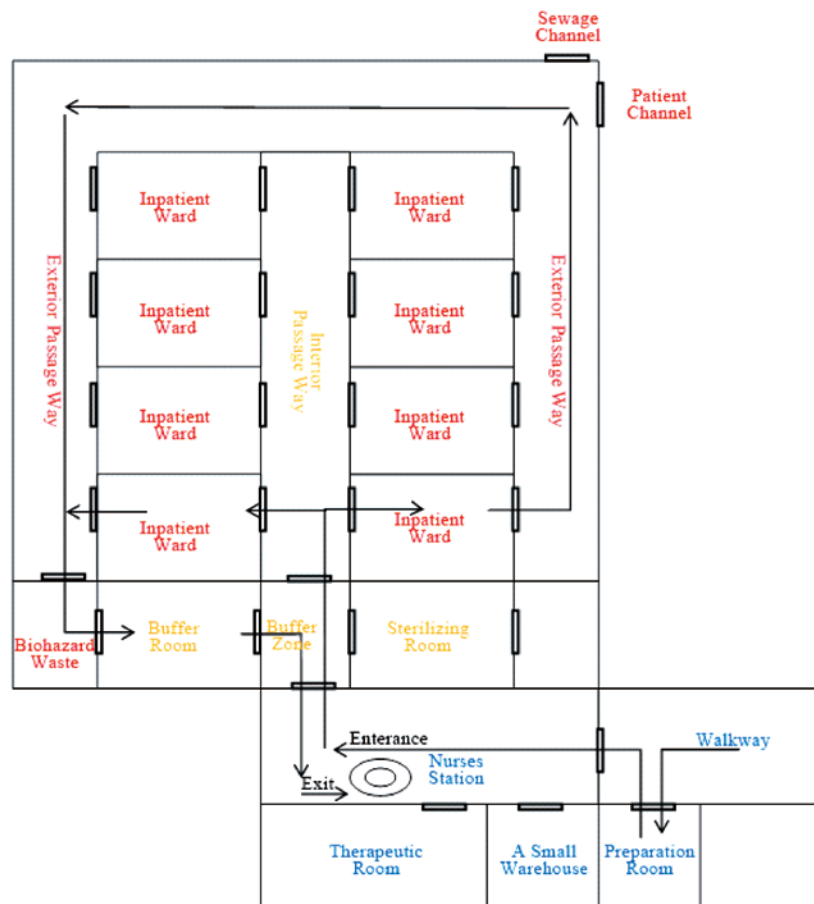 Sewage
Channel
Patient
Channel
Inpatient
Ward
Inpatient
Ward
Exterior Passage Way
Interior
Passage Way
Exterior Passage Way
Inpatient
Ward
Inpatient
Ward
Inpatient
Ward
Inpatient
Ward
Inpatient
Ward
Inpatient
Ward
Biohazard
Waste
Buffer
Room
Buffer
Zone
Sterilizing
Room
Enterance
Nurses
Station
Walkway
Exit
Therapeutic
Room
A Small
Warehouse
Preparation
Room